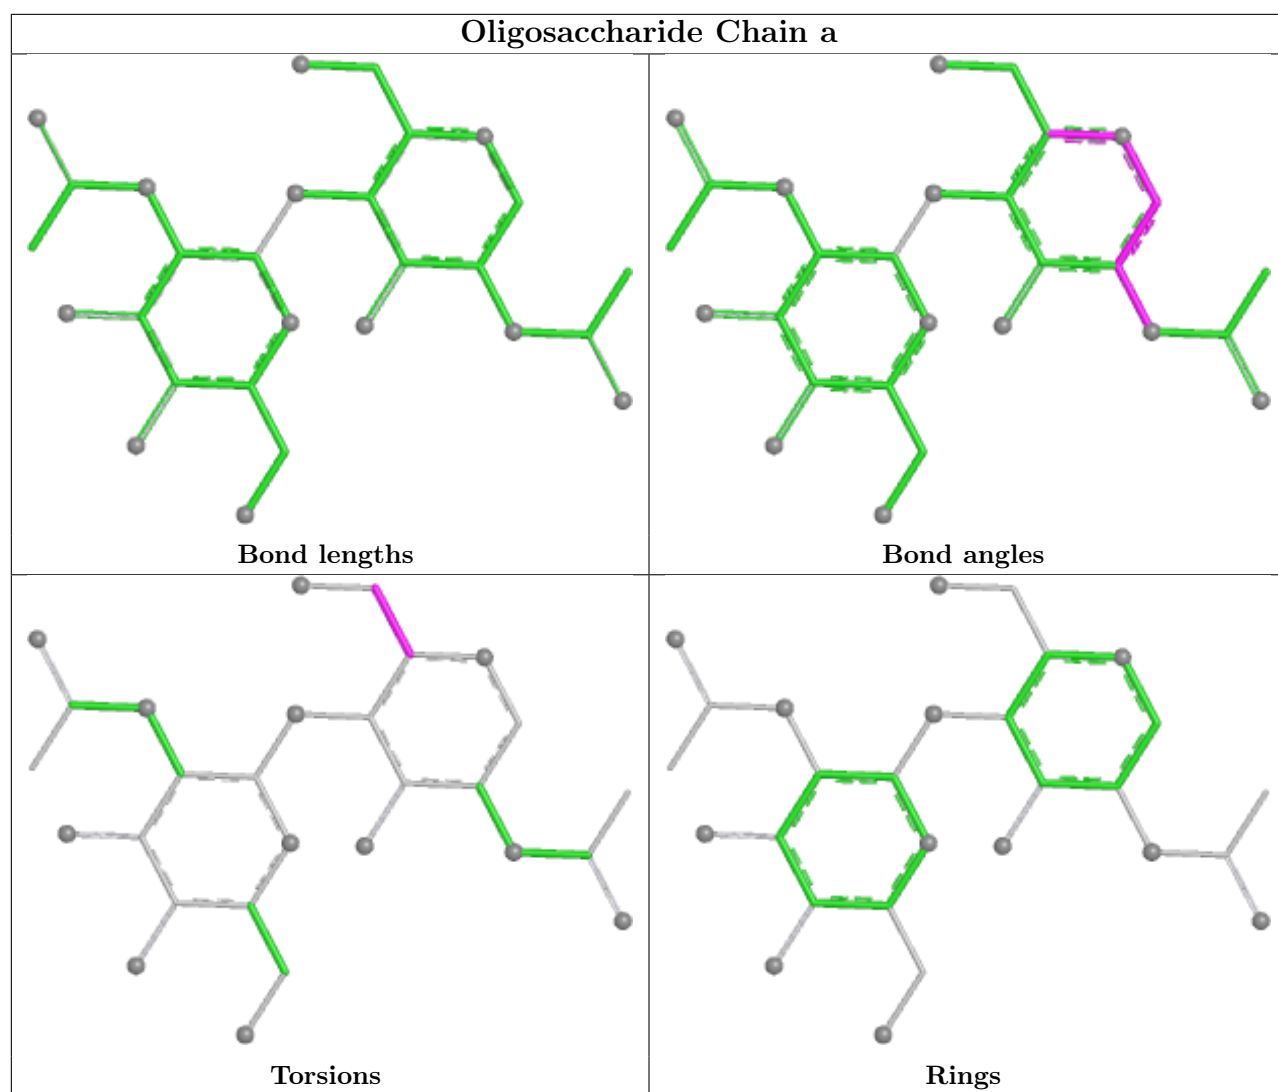 Oligosaccharide Chain a
Bond lengths
Bond angles
Torsions
Rings